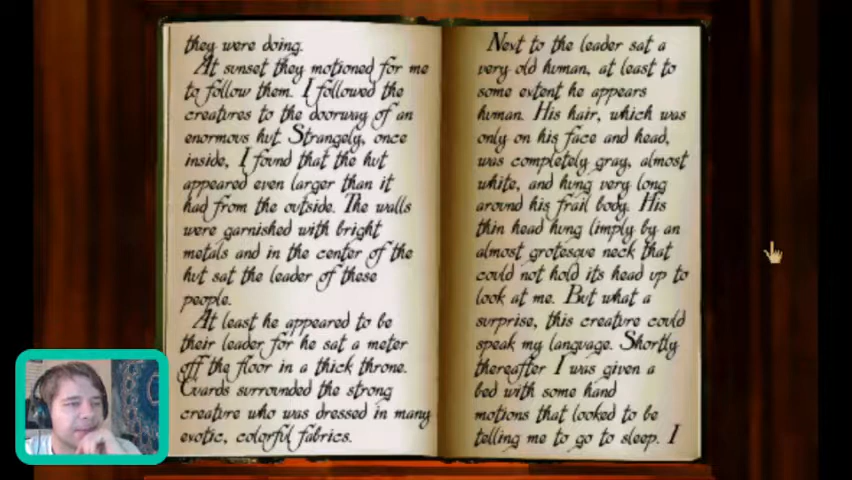 they were doing.
At sunset they motioned for me
to follow them. I followed the
creatures to the doorway of an
enormous hut. Strangely, once
inside, I found that the hut
appeared even larger than it
had from the outside. The walls
were garnished with bright
metals and in the center of the
hut sat the leader of these
people.
At least he appeared to be
their leader for he sat a meter
off the floor in a thick throne.
Guards surrounded the strong
creature who was dressed in many
exotic, colorful fabrics.
Next to the leader sat a
very old human, at least to
some extent he appears
human. His hair, which was
only on his face and head,
was completely gray, almost
white, and hung very long
around his frail body. His
thin head hung limply by an
almost grotesque neck that
could not hold its head up to
look at me. But what a
surprise, this creature could
speak my language. Shortly
thereafter I was given a
bed with some hand
motions that looked to be
telling me to go to sleep. I